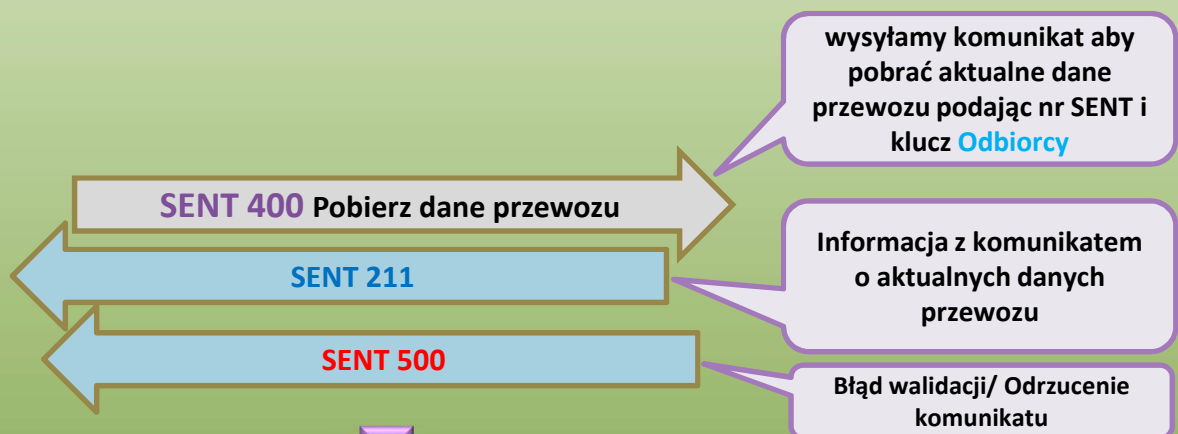 wysyłamy komunikat aby
pobrać aktualne dane
przewozu podając nr SENT i
klucz Odbiorcy
SENT 400 Pobierz dane przewozu
SENT 211
Informacja z komunikatem
o aktualnych danych
przewozu
SENT 500
Błąd walidacji/ Odrzucenie
komunikatu